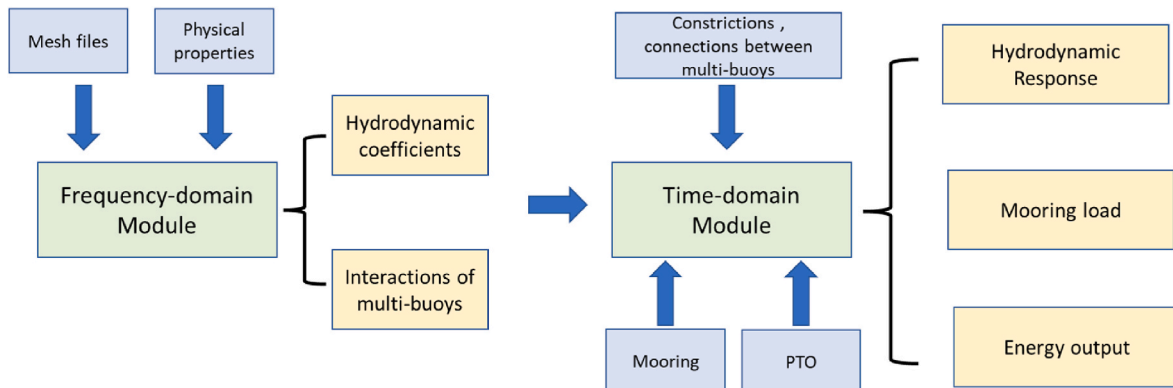 Mesh files
Physical
properties
Frequency-domain
Module
Hydrodynamic
coefficients
Interactions of
multi-buoys
Constrictions ,
connections between
multi-buoys
Time-domain
Module
Mooring
PTO
Hydrodynamic
Response
Mooring load
Energy output